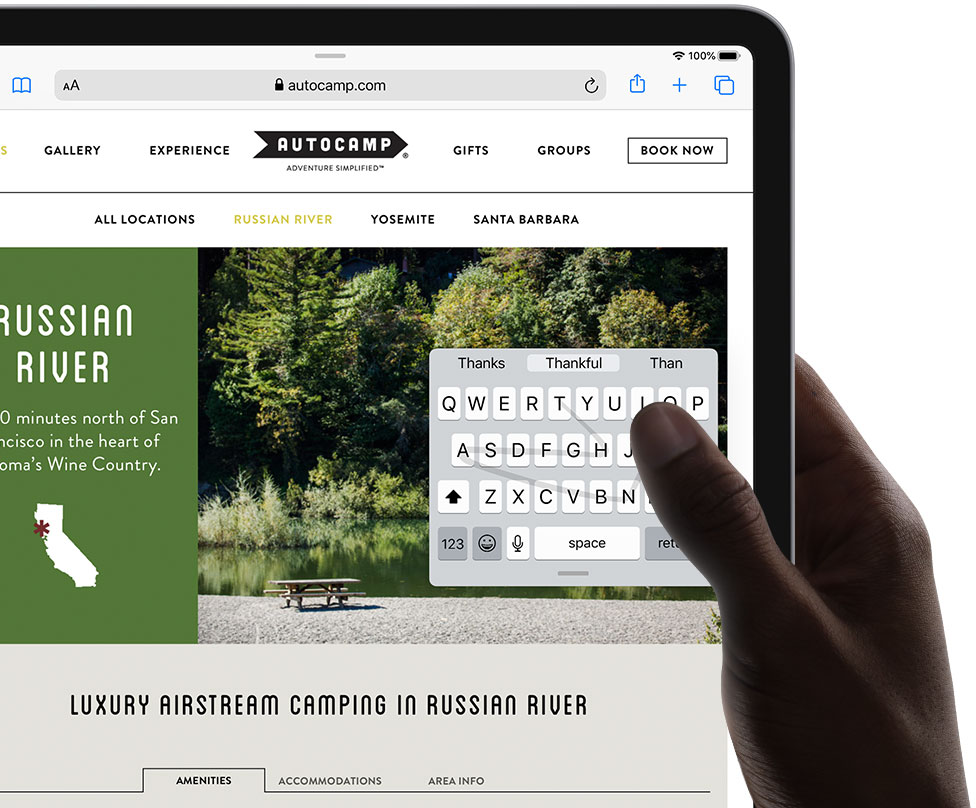 100%
AA
autocamp.com
S GALLERY EXPERIENCE AUTOCAMP® GIFTS GROUPS BOOK NOW
ADVENTURE SIMPLIFIED™
ALL LOCATIONS RUSSIAN RIVER YOSEMITE SANTA BARBARA
RUSSIAN
RIVER
0 minutes north of San
ncisco in the heart of
oma's Wine Country.
Thanks Thankful Than
Q W E R T Y U I O P
A S D F G H J
Z X C V B N
123 space ret
LUXURY AIRSTREAM CAMPING IN RUSSIAN RIVER
AMENITIES ACCOMMODATIONS AREA INFO